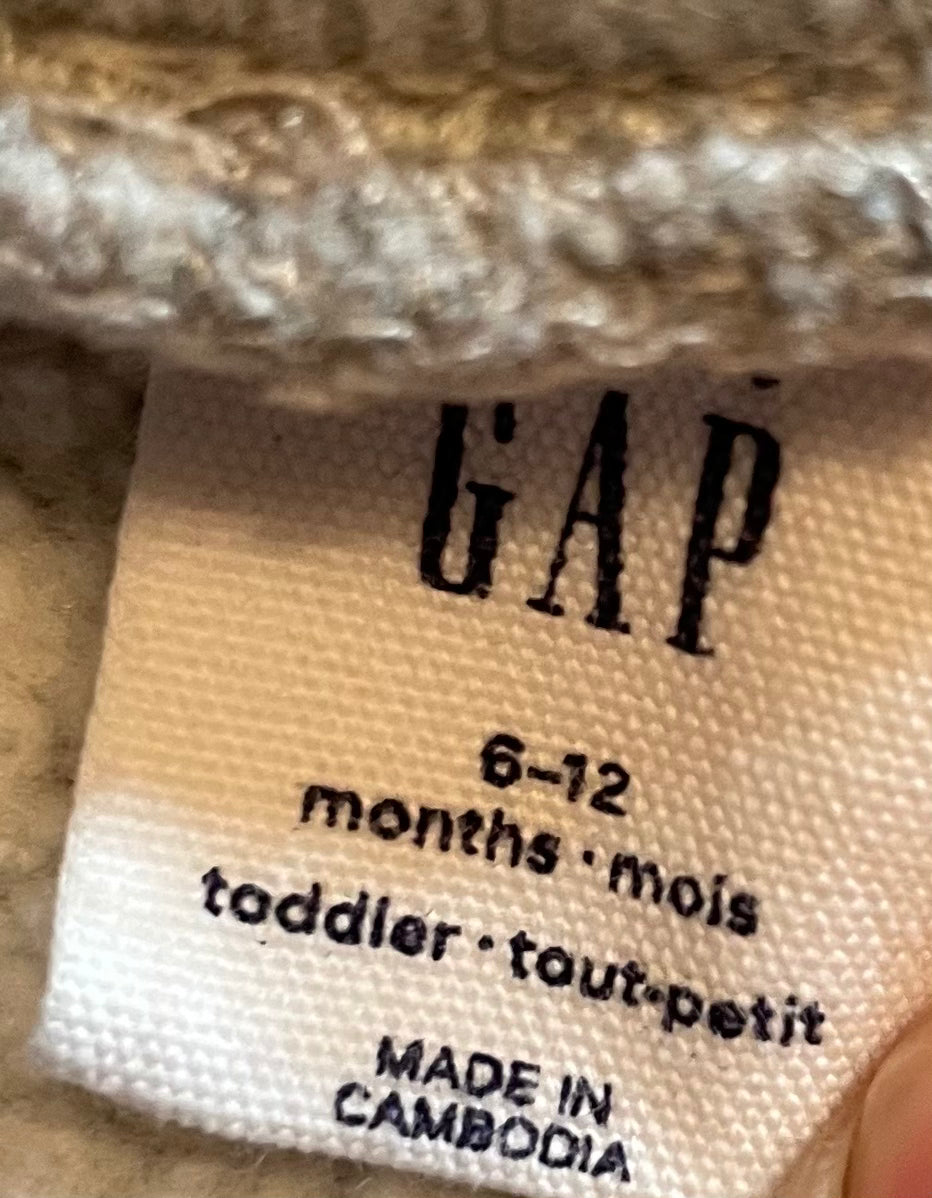 GAP
6-12
months · mois
toddler · tout-petit
MADE IN
CAMBODIA